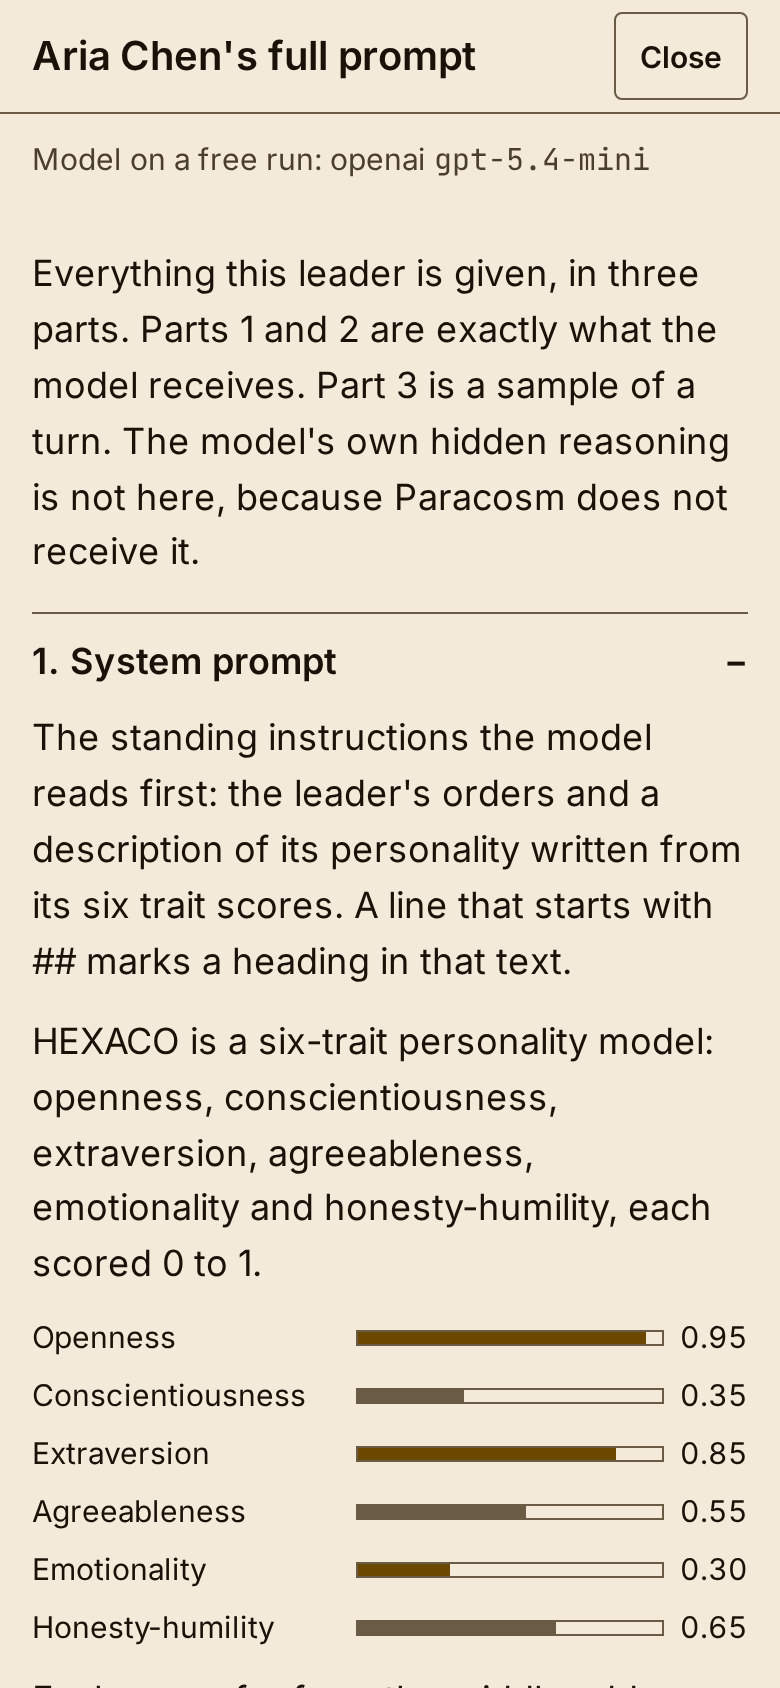 Aria Chen's full prompt
Close
Model on a free run: openai gpt-5.4-mini
Everything this leader is given, in three
parts. Parts 1 and 2 are exactly what the
model receives. Part 3 is a sample of a
turn. The model's own hidden reasoning
is not here, because Paracosm does not
receive it.
1. System prompt –
The standing instructions the model
reads first: the leader's orders and a
description of its personality written from
its six trait scores. A line that starts with
## marks a heading in that text.
HEXACO is a six-trait personality model:
openness, conscientiousness,
extraversion, agreeableness,
emotionality and honesty-humility, each
scored 0 to 1.
Openness 0.95
Conscientiousness 0.35
Extraversion 0.85
Agreeableness 0.55
Emotionality 0.30
Honesty-humility 0.65